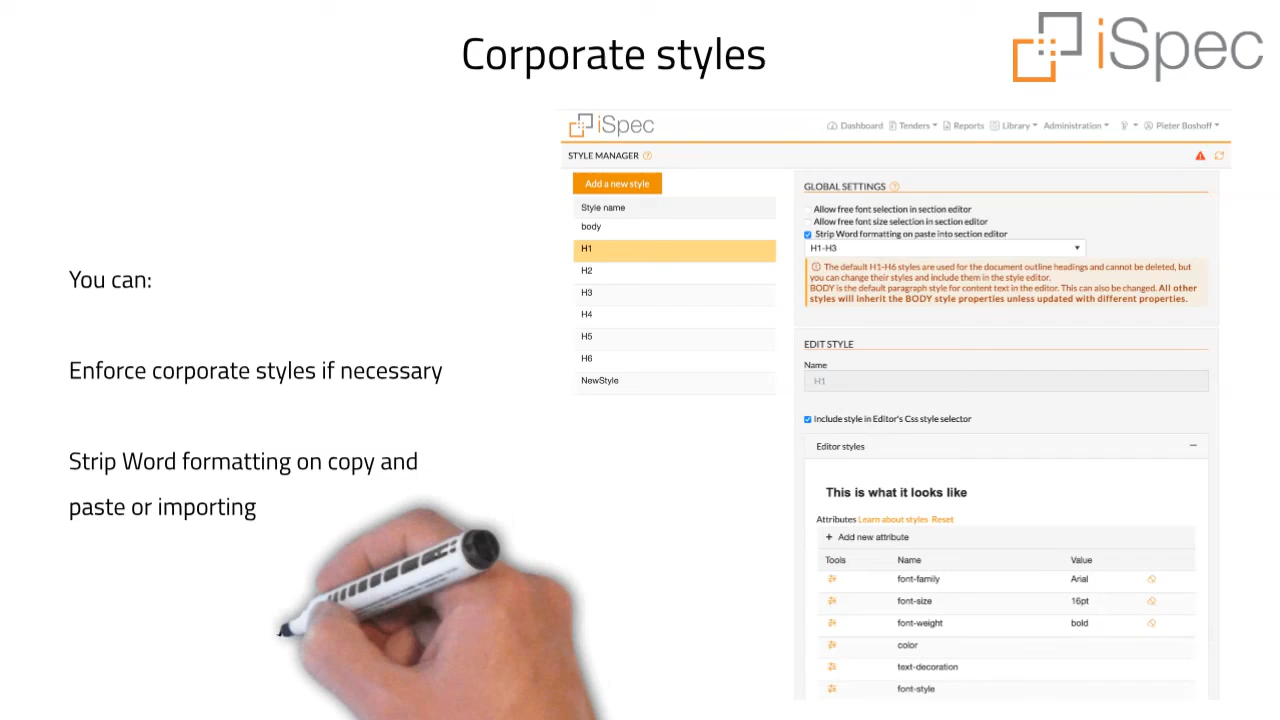 Corporate styles
iSpec
You can:
Enforce corporate styles if necessary
Strip Word formatting on copy and
paste or importing
iSpec
Dashboard Tenders Reports Library Administration Pieter Boshoff
STYLE MANAGER
Add a new style
Style name
body
H1
H2
H3
H4
H5
H6
NewStyle
GLOBAL SETTINGS
Allow free font selection in section editor
Allow free font size selection in section editor
Strip Word formatting on paste into section editor
H1-H3
The default H1-H6 styles are used for the document outline headings and cannot be deleted, but
you can change their styles and include them in the style editor.
BODY is the default paragraph style for content text in the editor. This can also be changed. All other
styles will inherit the BODY style properties unless updated with different properties.
EDIT STYLE
Name
H1
Include style in Editor's Css style selector
Editor styles
This is what it looks like
Attributes Learn about styles Reset
+ Add new attribute
Tools Name Value
font-family Arial
font-size 16pt
font-weight bold
color
text-decoration
font-style